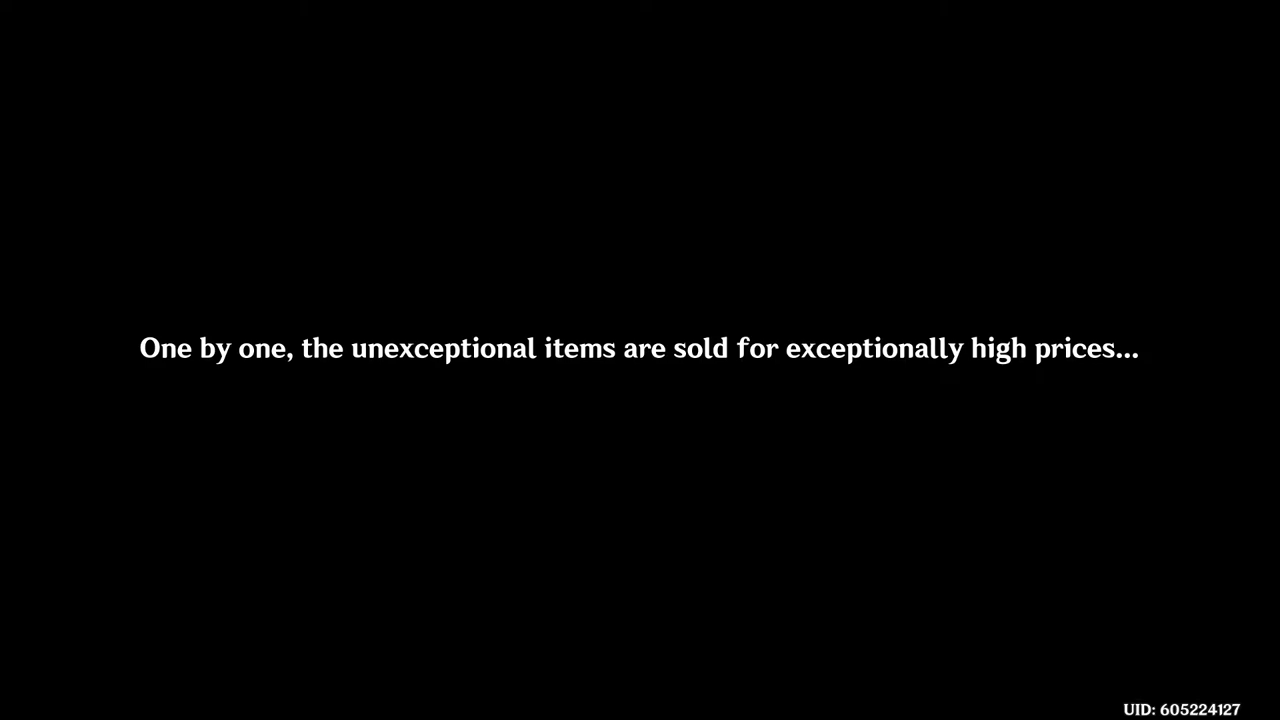 One by one, the unexceptional items are sold for exceptionally high prices...
UID: 605224127